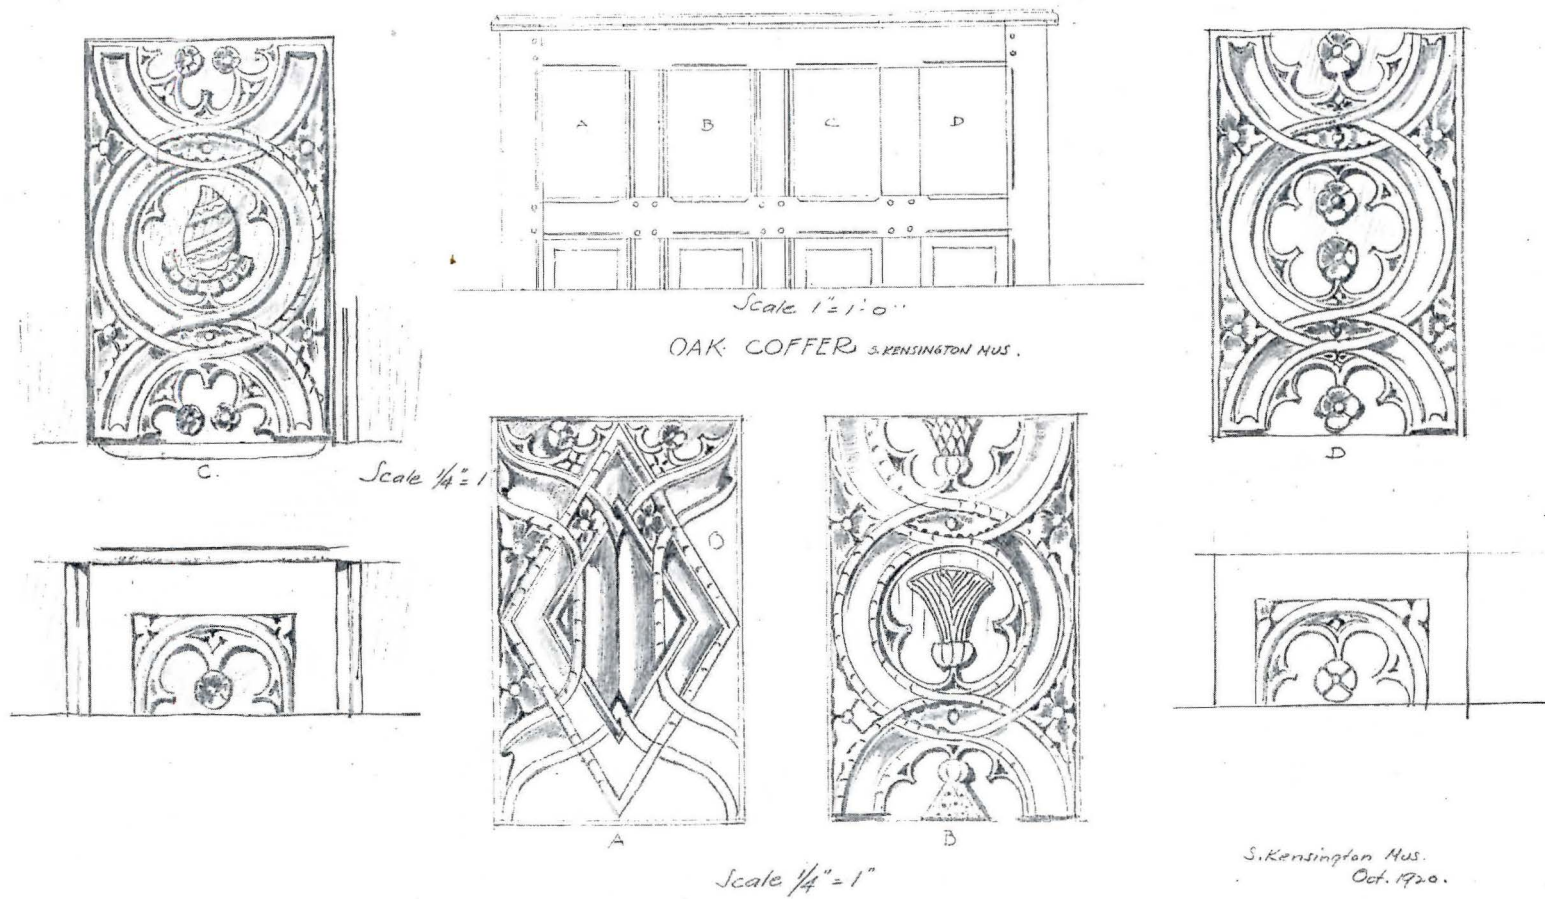 A B C D
Scale 1"=1'-0"
OAK COFFER S. KENSINGTON MUS.
C.
D
Scale 1/4"=1"
A
B
Scale 1/4"=1"
S. Kensington Mus.
Oct. 1920.